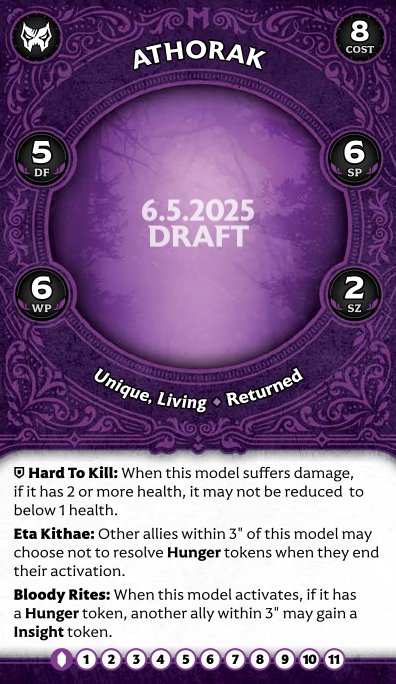 ATHORAK
8
COST
5
DF
6
SP
6.5.2025
DRAFT
6
WP
2
SZ
Unique, Living ◆ Returned
Hard To Kill: When this model suffers damage,
if it has 2 or more health, it may not be reduced to
below 1 health.
Eta Kithae: Other allies within 3" of this model may
choose not to resolve Hunger tokens when they end
their activation.
Bloody Rites: When this model activates, if it has
a Hunger token, another ally within 3" may gain a
Insight token.
1 2 3 4 5 6 7 8 9 10 11